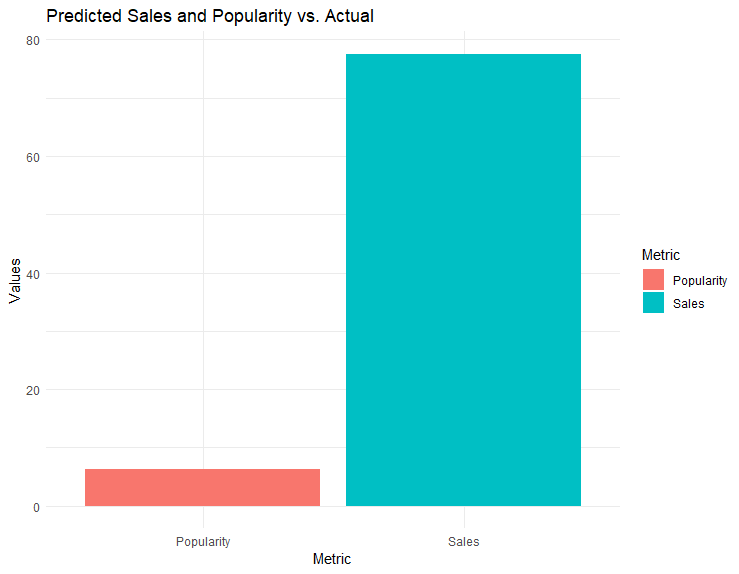 Predicted Sales and Popularity vs. Actual
80
60
40
20
0
Values
Popularity
Sales
Metric
Metric
Popularity
Sales